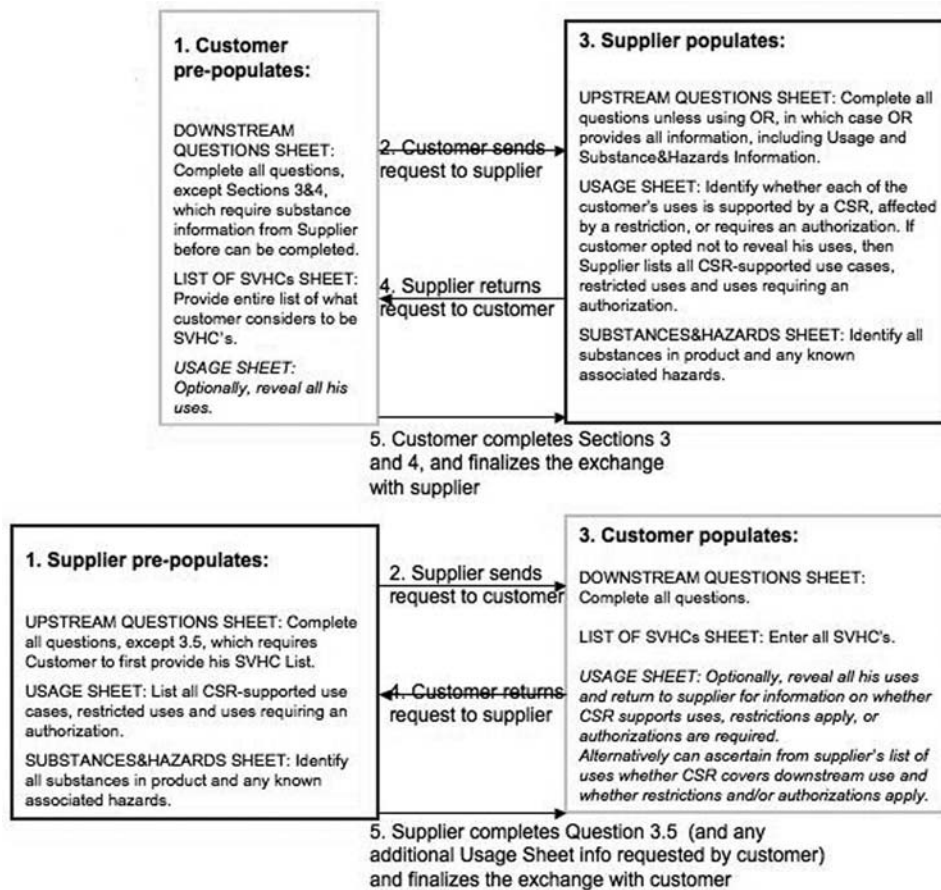 1. Customer
pre-populates:
DOWNSTREAM
QUESTIONS SHEET:
Complete all questions,
except Sections 3&4,
which require substance
information from Supplier
before can be completed.
LIST OF SVHCs SHEET:
Provide entire list of what
customer considers to be
SVHC's.
USAGE SHEET:
Optionally, reveal all his
uses.
2. Customer sends
request to supplier
4. Supplier returns
request to customer
3. Supplier populates:
UPSTREAM QUESTIONS SHEET: Complete all
questions unless using OR, in which case OR
provides all information, including Usage and
Substance&Hazards Information.
USAGE SHEET: Identify whether each of the
customer's uses is supported by a CSR, affected
by a restriction, or requires an authorization. If
customer opted not to reveal his uses, then
Supplier lists all CSR-supported use cases,
restricted uses and uses requiring an
authorization.
SUBSTANCES&HAZARDS SHEET: Identify all
substances in product and any known
associated hazards.
5. Customer completes Sections 3
and 4, and finalizes the exchange
with supplier
1. Supplier pre-populates:
UPSTREAM QUESTIONS SHEET: Complete
all questions, except 3.5, which requires
Customer to first provide his SVHC List.
USAGE SHEET: List all CSR-supported use
cases, restricted uses and uses requiring an
authorization.
SUBSTANCES&HAZARDS SHEET: Identify
all substances in product and any known
associated hazards.
2. Supplier sends
request to customer
4. Customer returns
request to supplier
3. Customer populates:
DOWNSTREAM QUESTIONS SHEET:
Complete all questions.
LIST OF SVHCs SHEET: Enter all SVHC's.
USAGE SHEET: Optionally, reveal all his uses
and return to supplier for information on whether
CSR supports uses, restrictions apply, or
authorizations are required.
Alternatively can ascertain from supplier's list of
uses whether CSR covers downstream use and
whether restrictions and/or authorizations apply.
5. Supplier completes Question 3.5 (and any
additional Usage Sheet info requested by customer)
and finalizes the exchange with customer